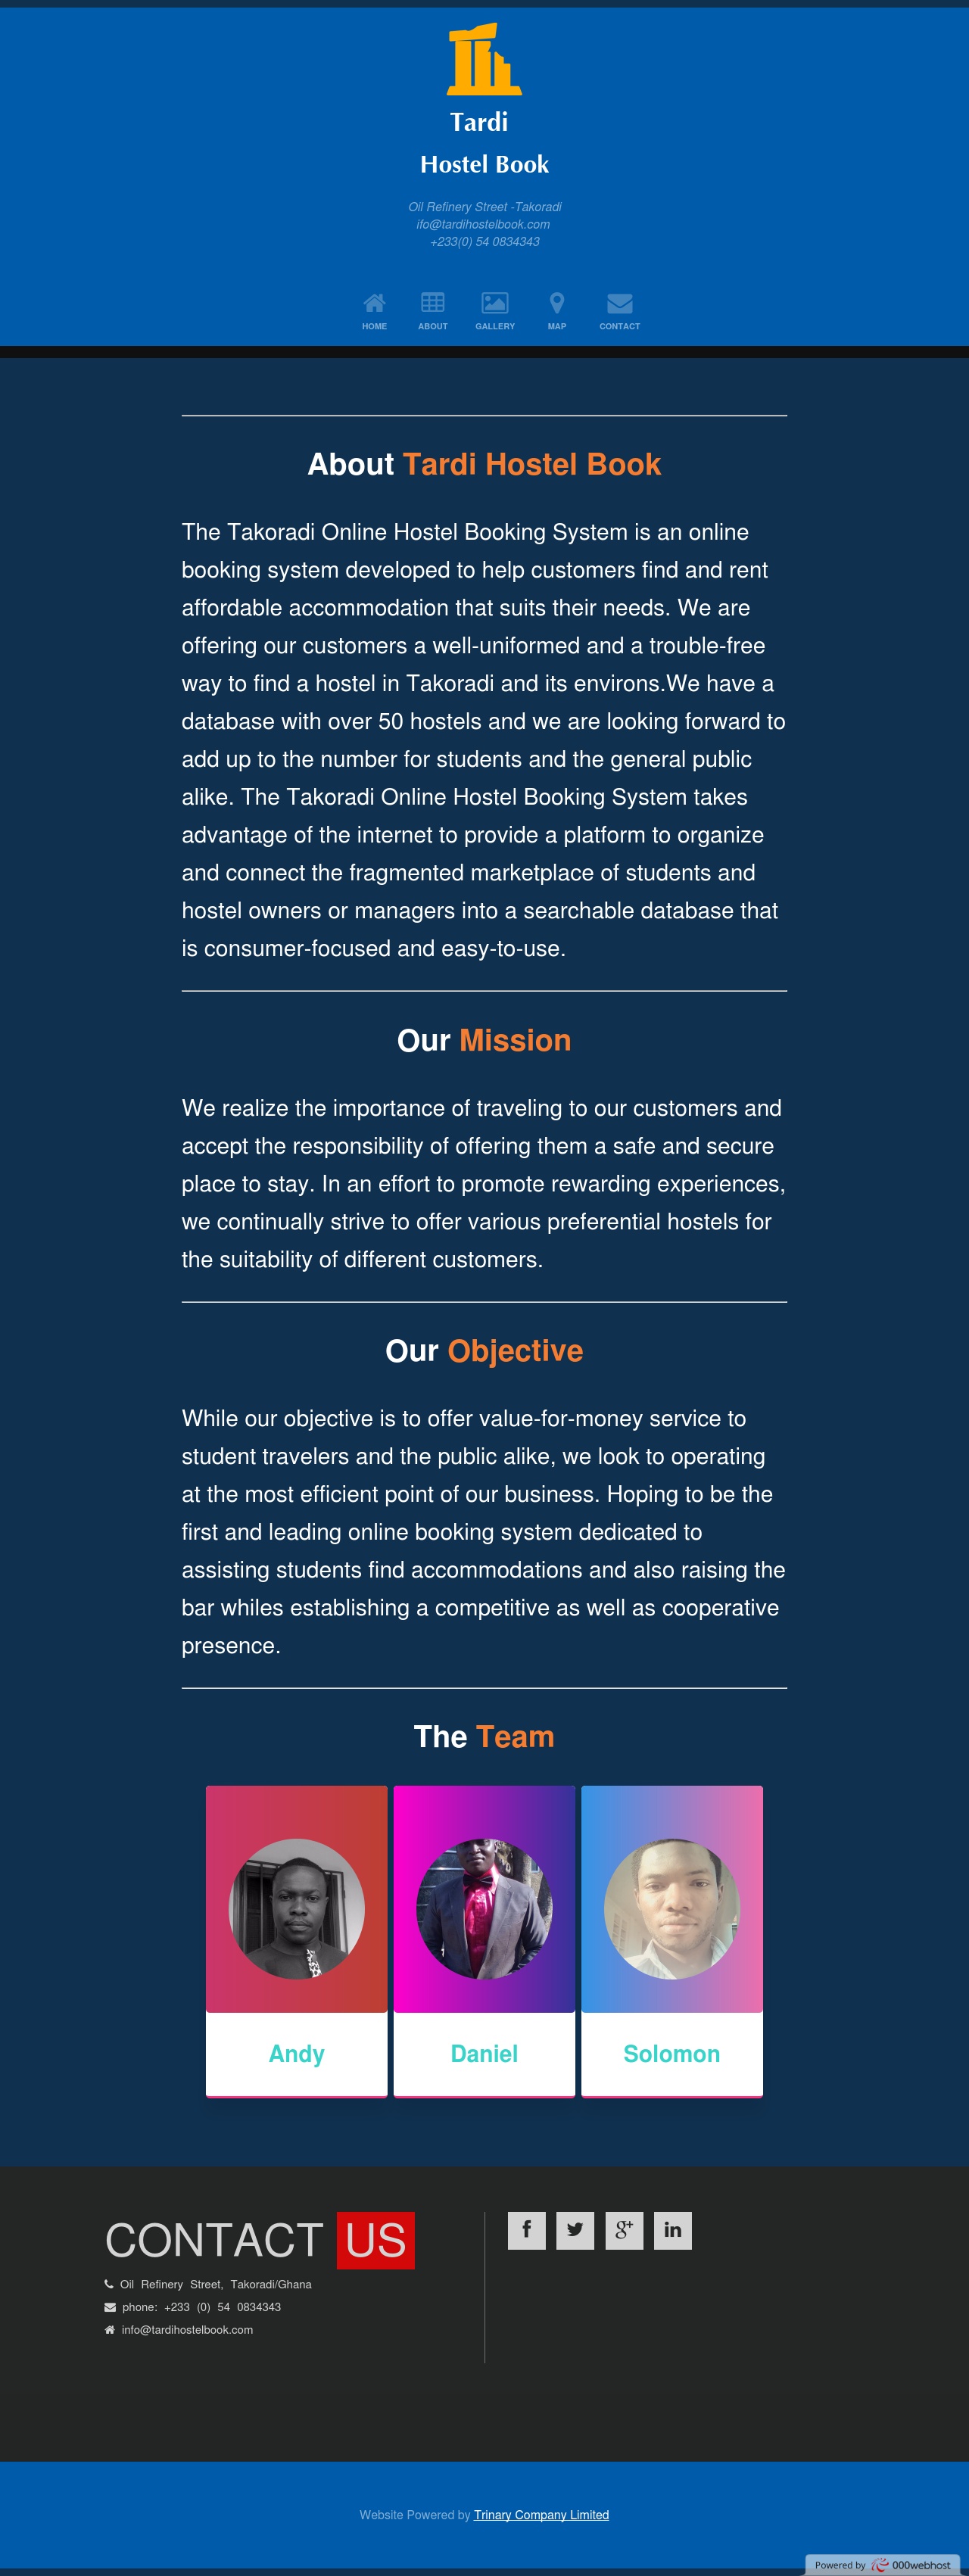 Tardi
Hostel Book
Oil Refinery Street -Takoradi
ifo@tardihostelbook.com
+233(0) 54 0834343
HOME ABOUT GALLERY MAP CONTACT
About Tardi Hostel Book
The Takoradi Online Hostel Booking System is an online
booking system developed to help customers find and rent
affordable accommodation that suits their needs. We are
offering our customers a well-uniformed and a trouble-free
way to find a hostel in Takoradi and its environs.We have a
database with over 50 hostels and we are looking forward to
add up to the number for students and the general public
alike. The Takoradi Online Hostel Booking System takes
advantage of the internet to provide a platform to organize
and connect the fragmented marketplace of students and
hostel owners or managers into a searchable database that
is consumer-focused and easy-to-use.
Our Mission
We realize the importance of traveling to our customers and
accept the responsibility of offering them a safe and secure
place to stay. In an effort to promote rewarding experiences,
we continually strive to offer various preferential hostels for
the suitability of different customers.
Our Objective
While our objective is to offer value-for-money service to
student travelers and the public alike, we look to operating
at the most efficient point of our business. Hoping to be the
first and leading online booking system dedicated to
assisting students find accommodations and also raising the
bar whiles establishing a competitive as well as cooperative
presence.
The Team
Andy Daniel Solomon
CONTACT US
Oil Refinery Street, Takoradi/Ghana
phone: +233 (0) 54 0834343
info@tardihostelbook.com
Website Powered by Trinary Company Limited
Powered by 000webhost